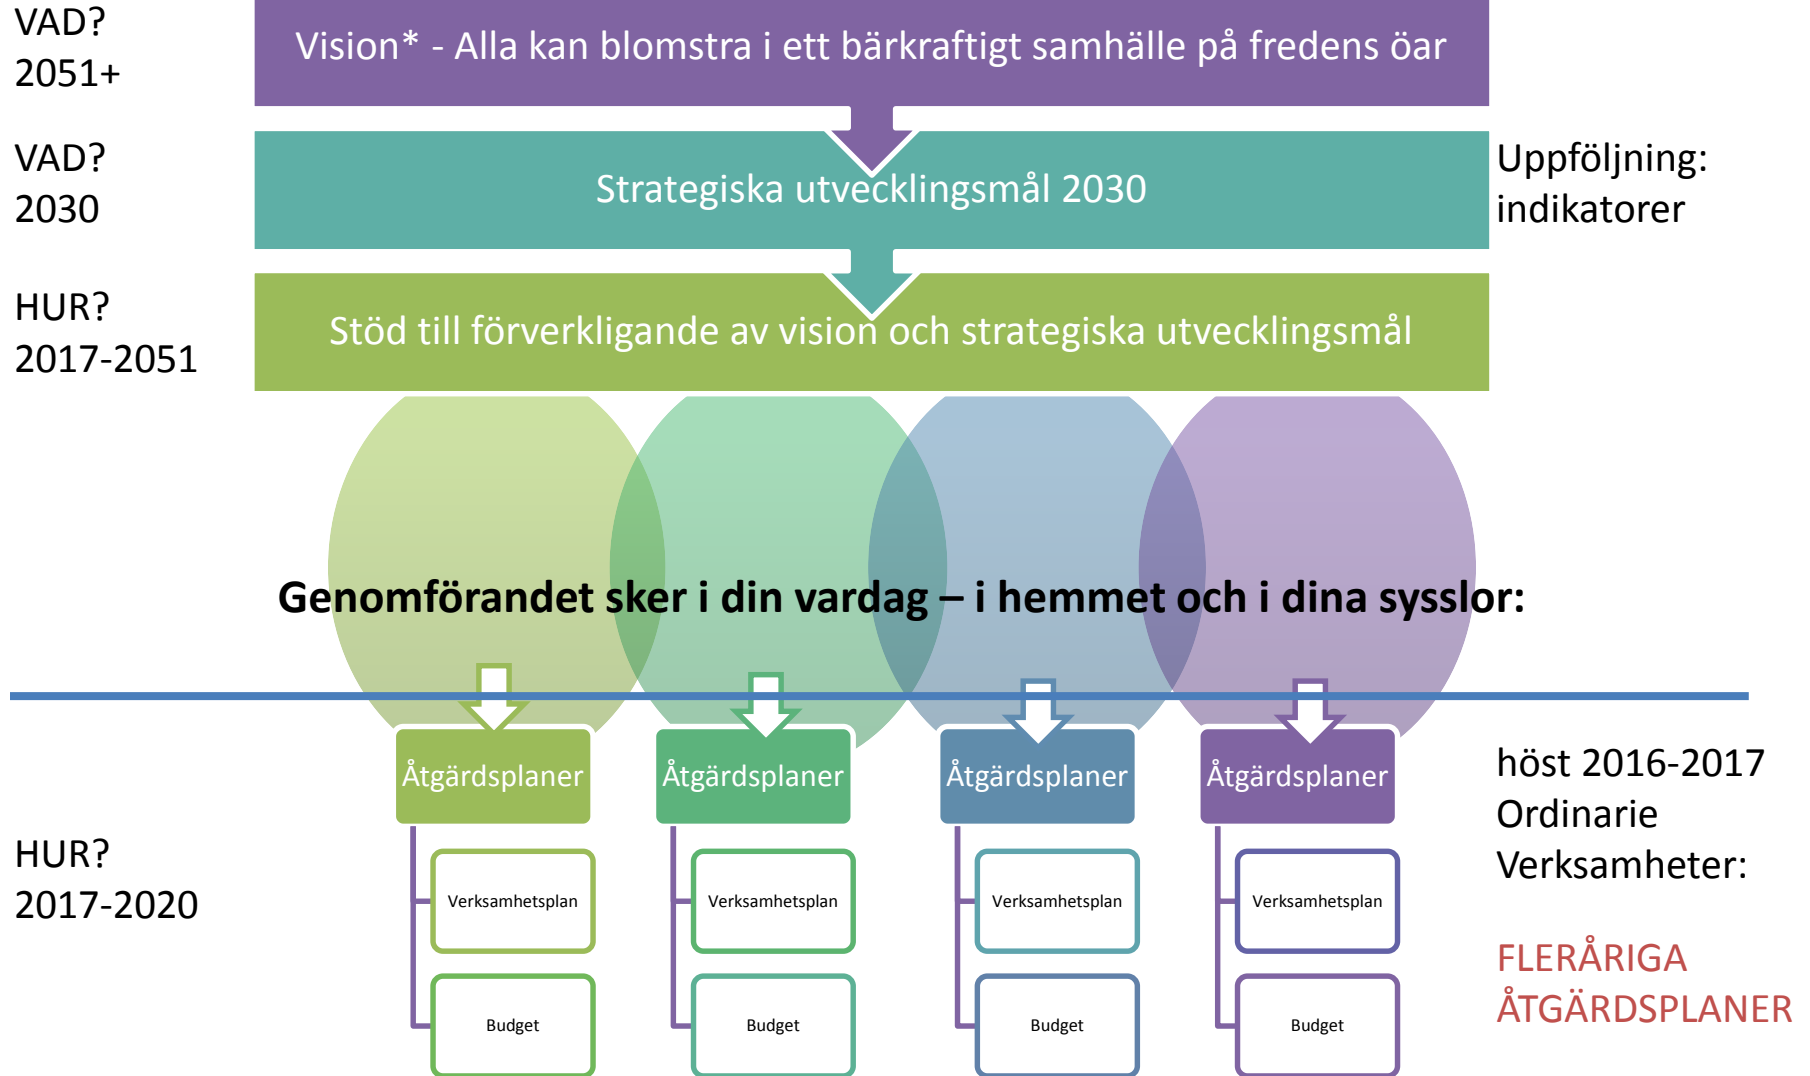 VAD?
2051+
Vision* - Alla kan blomstra i ett bärkraftigt samhälle på fredens öar
VAD?
2030
Strategiska utvecklingsmål 2030
Uppföljning:
indikatorer
HUR?
2017-2051
Stöd till förverkligande av vision och strategiska utvecklingsmål
Genomförandet sker i din vardag – i hemmet och i dina sysslor:
Åtgärdsplaner
Åtgärdsplaner
Åtgärdsplaner
Åtgärdsplaner
höst 2016-2017
Ordinarie
Verksamheter:
HUR?
2017-2020
Verksamhetsplan
Verksamhetsplan
Verksamhetsplan
Verksamhetsplan
FLERÅRIGA
ÅTGÄRDSPLANER
Budget
Budget
Budget
Budget